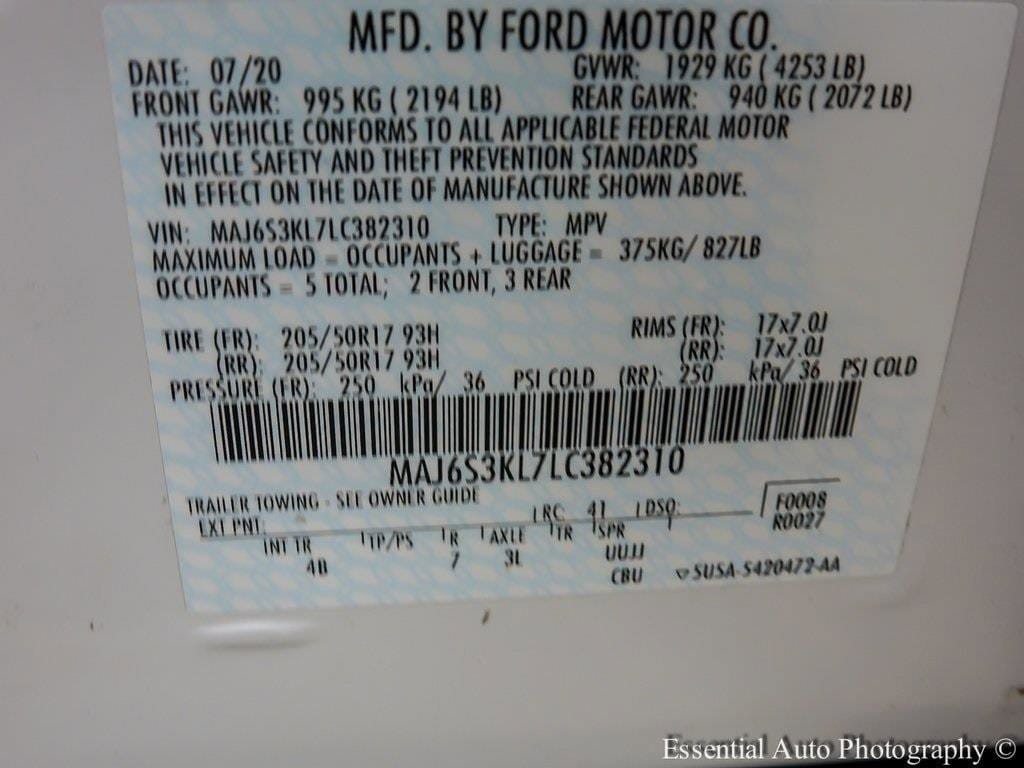 MFD. BY FORD MOTOR CO.
DATE: 07/20 GVWR: 1929 KG ( 4253 LB)
FRONT GAWR: 995 KG ( 2194 LB) REAR GAWR: 940 KG ( 2072 LB)
THIS VEHICLE CONFORMS TO ALL APPLICABLE FEDERAL MOTOR
VEHICLE SAFETY AND THEFT PREVENTION STANDARDS
IN EFFECT ON THE DATE OF MANUFACTURE SHOWN ABOVE.
VIN: MAJ6S3KL7LC382310 TYPE: MPV
MAXIMUM LOAD = OCCUPANTS + LUGGAGE = 375KG/ 827LB
OCCUPANTS = 5 TOTAL; 2 FRONT, 3 REAR
TIRE (FR): 205/50R17 93H RIMS (FR): 17x7.0J
(RR): 205/50R17 93H (RR): 17x7.0J
PRESSURE (FR): 250 kPa/ 36 PSI COLD (RR): 250 kPa/ 36 PSI COLD
MAJ6S3KL7LC382310
TRAILER TOWING - SEE OWNER GUIDE
EXT PNT: RC: 41 DSO: F0008
R0027
INT TR TP/PS R AXLE TR SPR
4B 7 3L UUJJ
CBU SUSA-5420472-AA
Essential Auto Photography ©